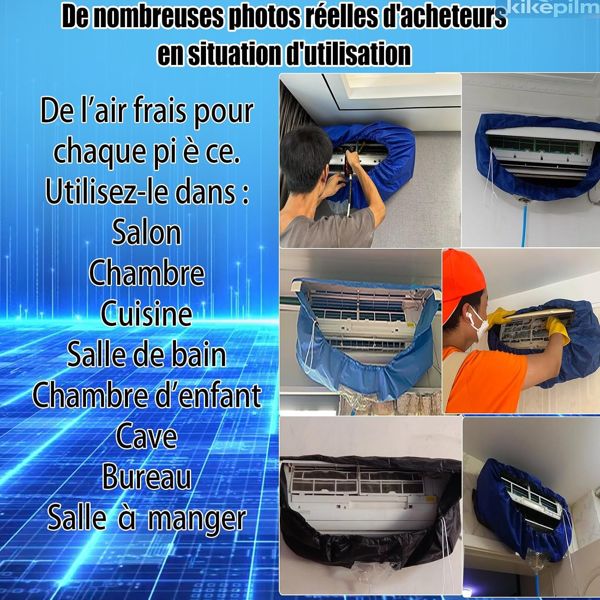 De nombreuses photos réelles d'acheteurs
en situation d'utilisation
kikepilm
De l'air frais pour
chaque pi è ce.
Utilisez-le dans :
Salon
Chambre
Cuisine
Salle de bain
Chambre d'enfant
Cave
Bureau
Salle à manger